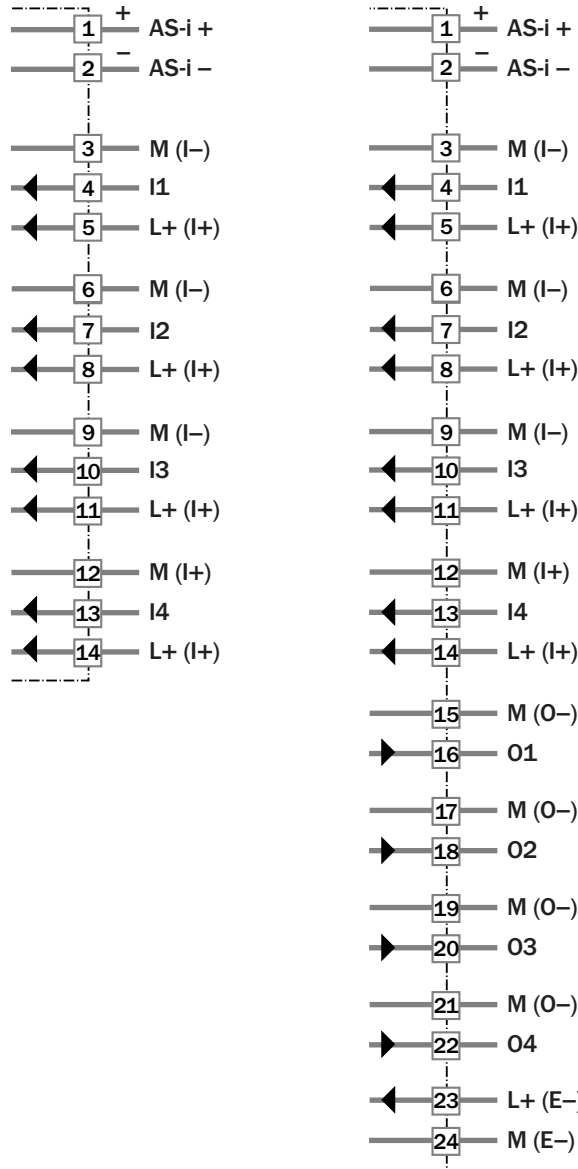 +
1 AS-i +
–
2 AS-i –
3 M (I–)
4 I1
5 L+ (I+)
6 M (I–)
7 I2
8 L+ (I+)
9 M (I–)
10 I3
11 L+ (I+)
12 M (I+)
13 I4
14 L+ (I+)
+
1 AS-i +
–
2 AS-i –
3 M (I–)
4 I1
5 L+ (I+)
6 M (I–)
7 I2
8 L+ (I+)
9 M (I–)
10 I3
11 L+ (I+)
12 M (I+)
13 I4
14 L+ (I+)
15 M (O–)
16 O1
17 M (O–)
18 O2
19 M (O–)
20 O3
21 M (O–)
22 O4
23 L+ (E–)
24 M (E–)